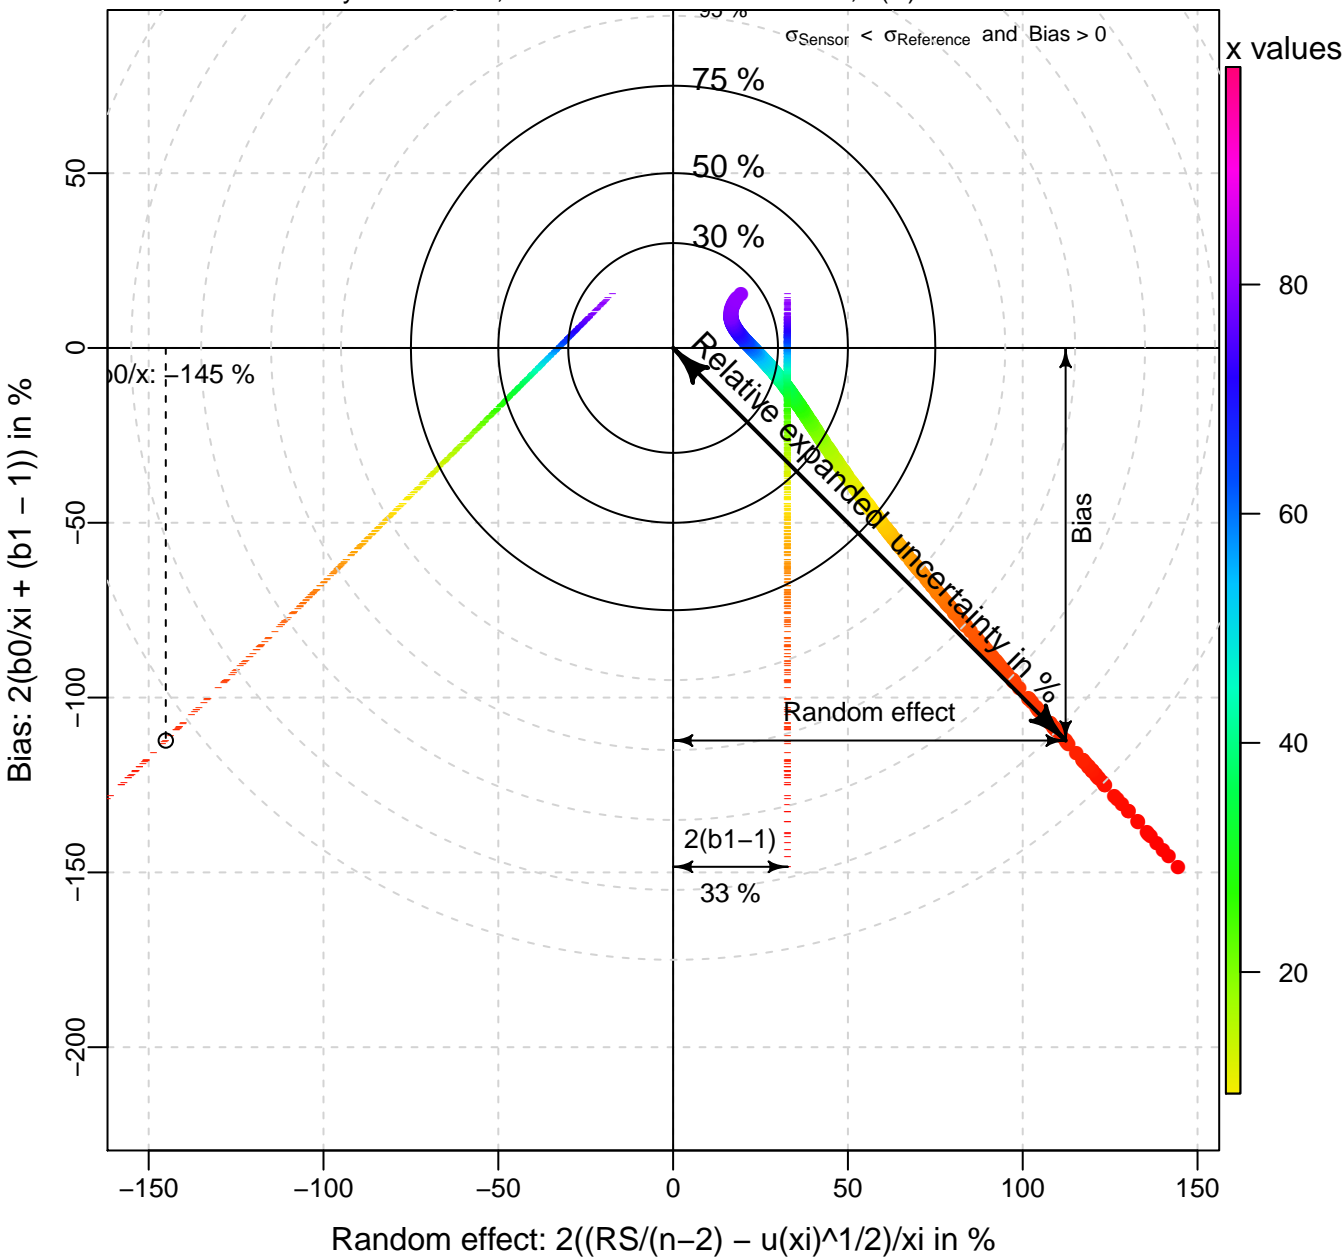 σSensor < σReference and Bias > 0
x values
75 %
50 %
30 %
80
60
40
20
50
0
−50
−100
−150
−200
b0/x: −145 %
Relative expanded uncertainty in %
Bias
Random effect
2(b1−1)
33 %
Bias: 2(b0/xi + (b1 − 1)) in %
−150
−100
−50
0
50
100
150
Random effect: 2((RS/(n−2) − u(xi)^1/2)/xi in %